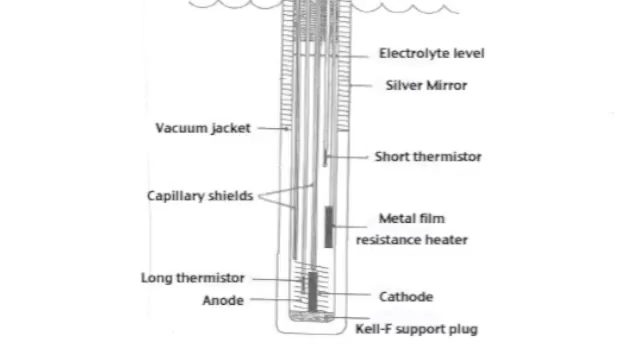 Electrolyte level
Silver Mirror
Vacuum jacket
Short thermistor
Capillary shields
Metal film
resistance heater
Long thermistor
Anode
Cathode
Kell-F support plug